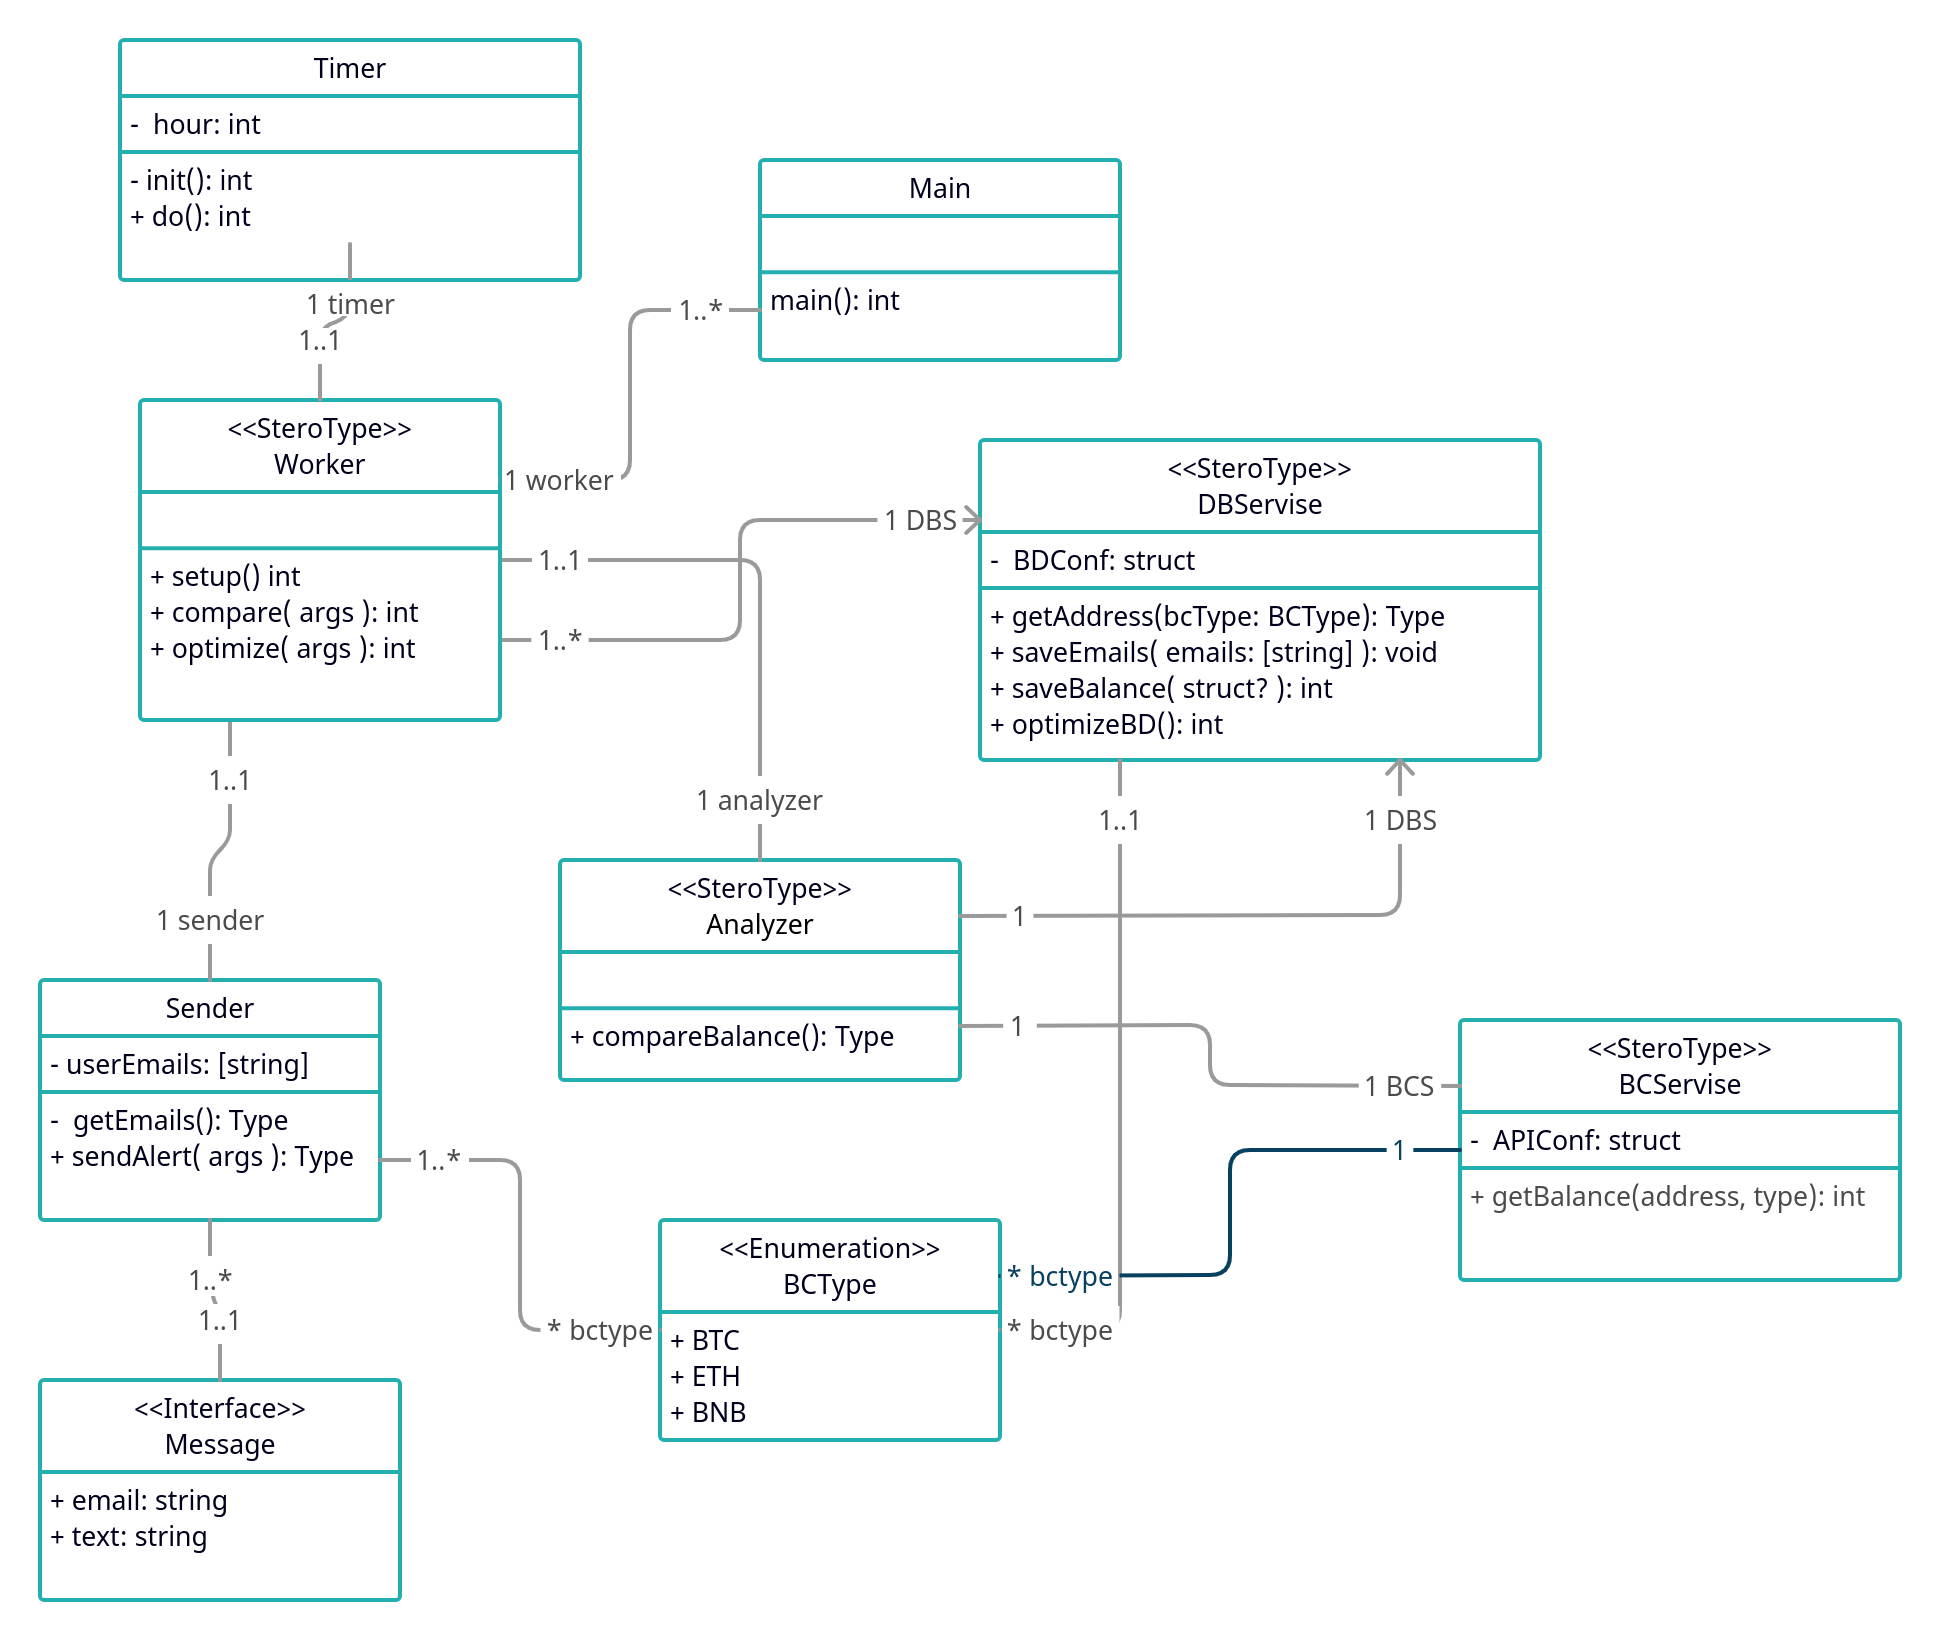 Timer
-  hour: int
- init(): int
+ do(): int
1 timer
1..1
Main
main(): int
1..*
1 worker
<<SteroType>>
Worker
+ setup() int
+ compare( args ): int
+ optimize( args ): int
1..1
1..*
1 DBS
<<SteroType>>
DBServise
-  BDConf: struct
+ getAddress(bcType: BCType): Type
+ saveEmails( emails: [string] ): void
+ saveBalance( struct? ): int
+ optimizeBD(): int
1..1
1 sender
1 analyzer
1..1
1 DBS
<<SteroType>>
Analyzer
+ compareBalance(): Type
1
1
1 BCS
Sender
- userEmails: [string]
-  getEmails(): Type
+ sendAlert( args ): Type
1..*
* bctype
<<SteroType>>
BCServise
-  APIConf: struct
+ getBalance(address, type): int
1
* bctype
* bctype
<<Enumeration>>
BCType
+ BTC
+ ETH
+ BNB
1..*
1..1
<<Interface>>
Message
+ email: string
+ text: string